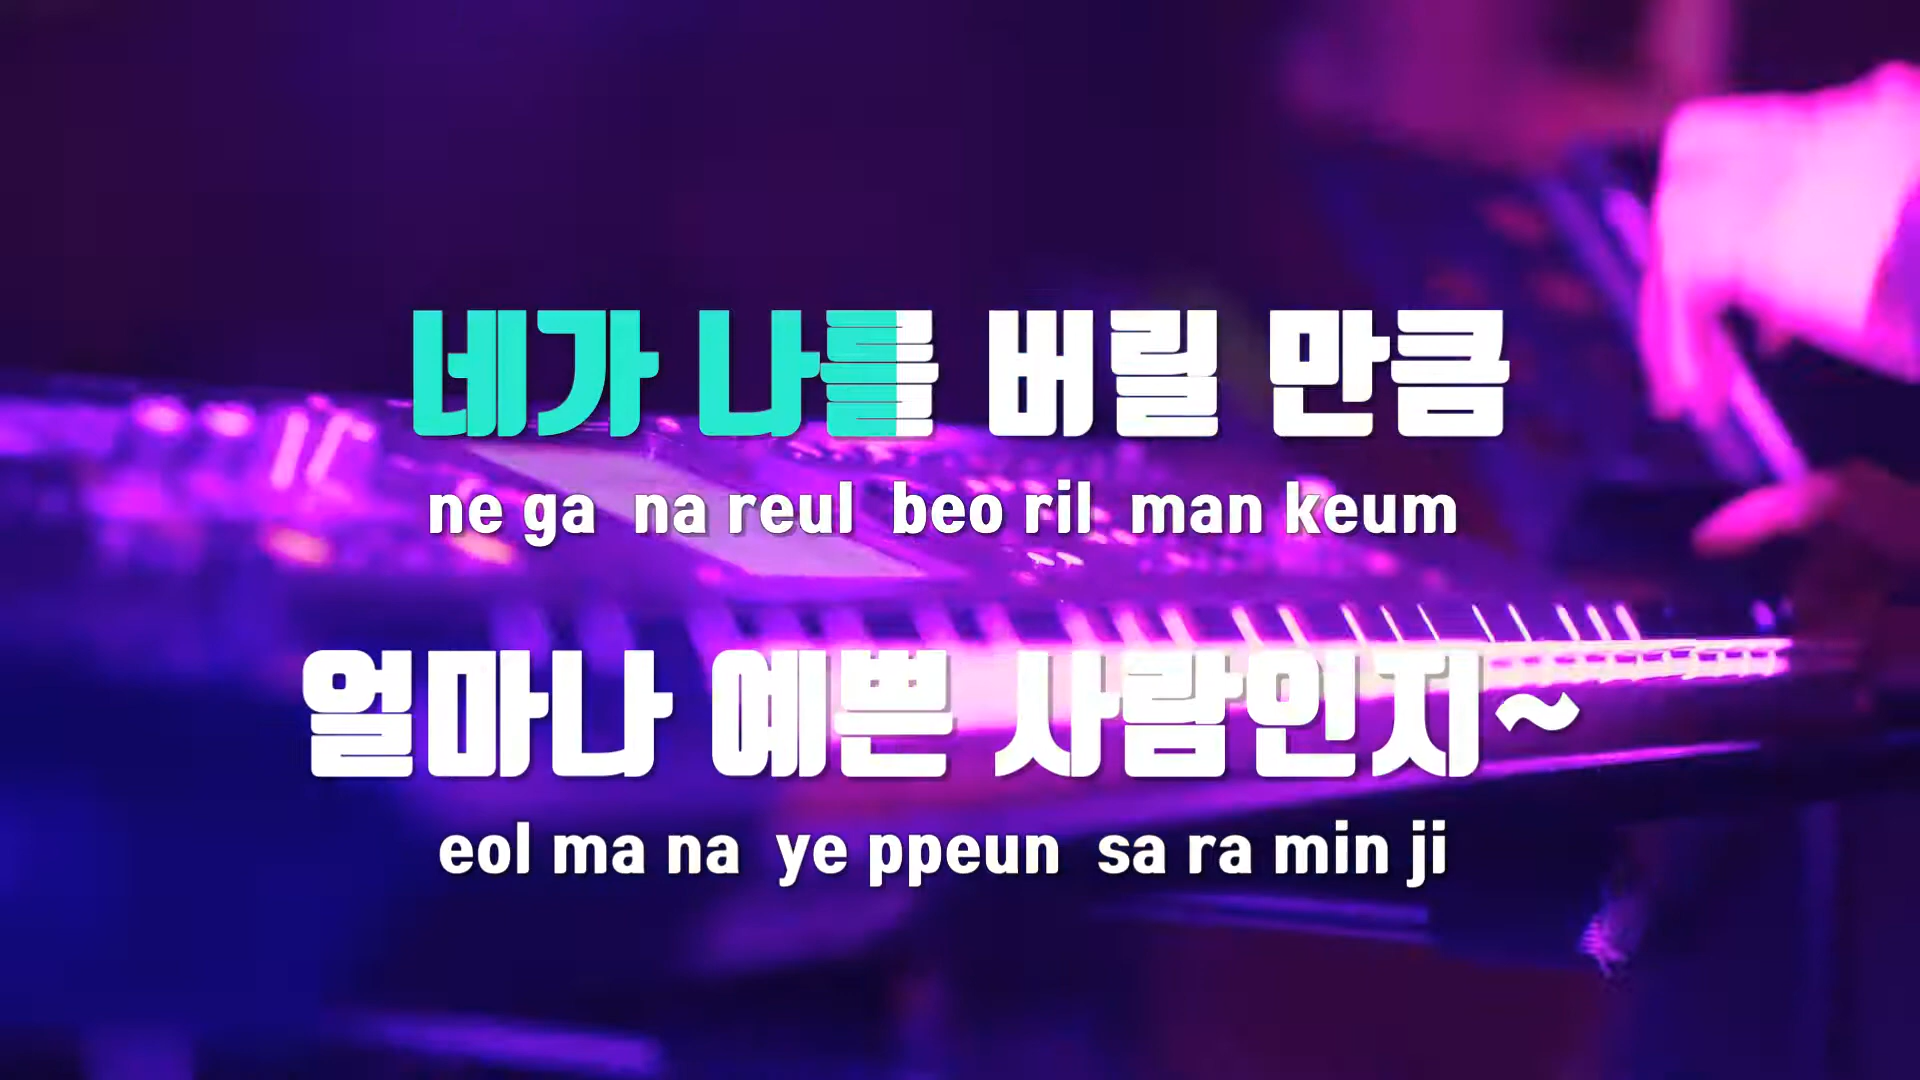 네가 나를 버릴 만큼
ne ga na reul beo ril man keum
얼마나 예쁜 사람인지~
eol ma na ye ppeun sa ra min ji